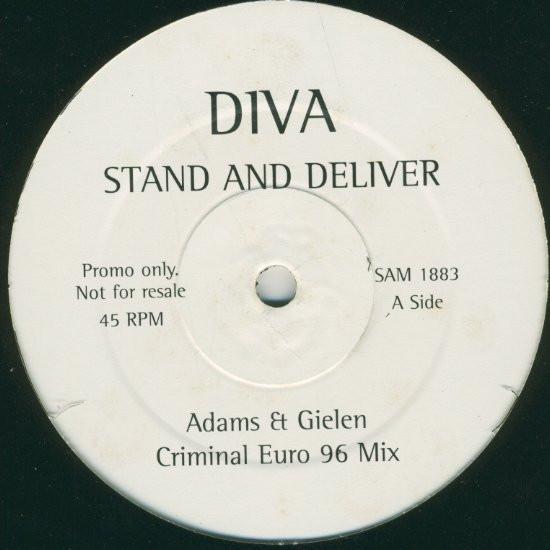 DIVA
STAND AND DELIVER
Promo only.
Not for resale
45 RPM
SAM 1883
A Side
Adams & Gielen
Criminal Euro 96 Mix